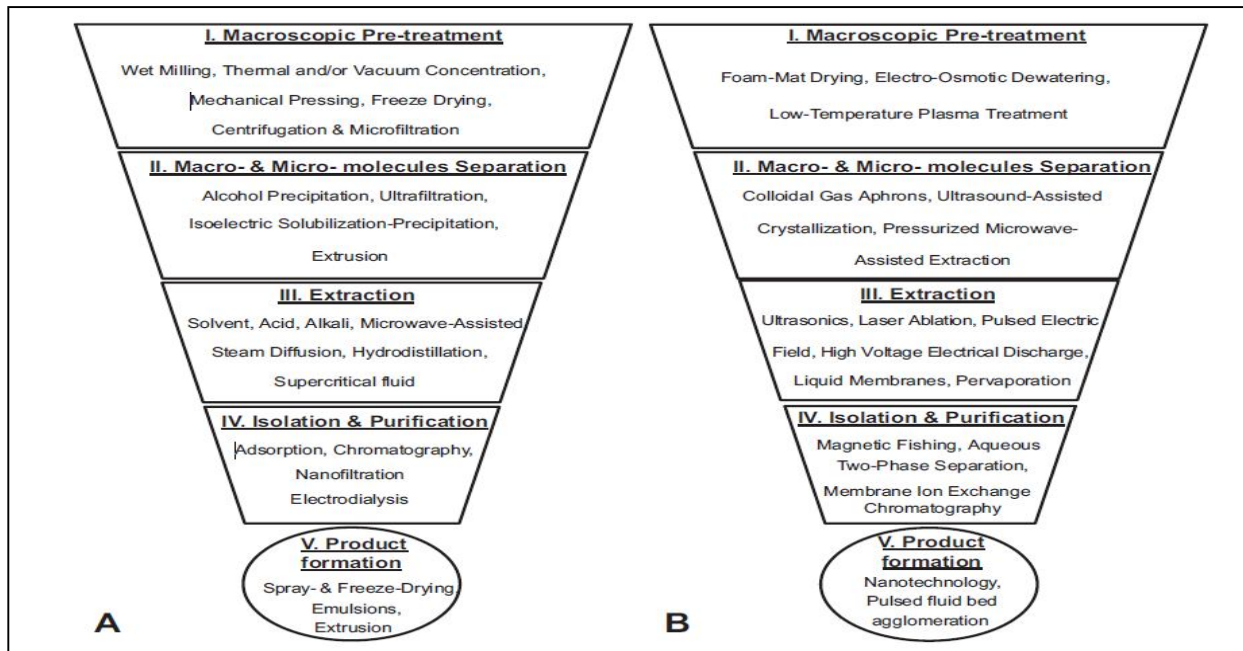 I. Macroscopic Pre-treatment
Wet Milling, Thermal and/or Vacuum Concentration,
Mechanical Pressing, Freeze Drying,
Centrifugation & Microfiltration
II. Macro- & Micro- molecules Separation
Alcohol Precipitation, Ultrafiltration,
Isoelectric Solubilization-Precipitation,
Extrusion
III. Extraction
Solvent, Acid, Alkali, Microwave-Assisted,
Steam Diffusion, Hydrodistillation,
Supercritical fluid
IV. Isolation & Purification
Adsorption, Chromatography,
Nanofiltration
Electrodialysis
V. Product
formation
Spray- & Freeze-Drying,
Emulsions,
Extrusion
A
I. Macroscopic Pre-treatment
Foam-Mat Drying, Electro-Osmotic Dewatering,
Low-Temperature Plasma Treatment
II. Macro- & Micro- molecules Separation
Colloidal Gas Aphrons, Ultrasound-Assisted
Crystallization, Pressurized Microwave-
Assisted Extraction
III. Extraction
Ultrasonics, Laser Ablation, Pulsed Electric
Field, High Voltage Electrical Discharge,
Liquid Membranes, Pervaporation
IV. Isolation & Purification
Magnetic Fishing, Aqueous
Two-Phase Separation,
Membrane Ion Exchange
Chromatography
V. Product
formation
Nanotechnology,
Pulsed fluid bed
agglomeration
B